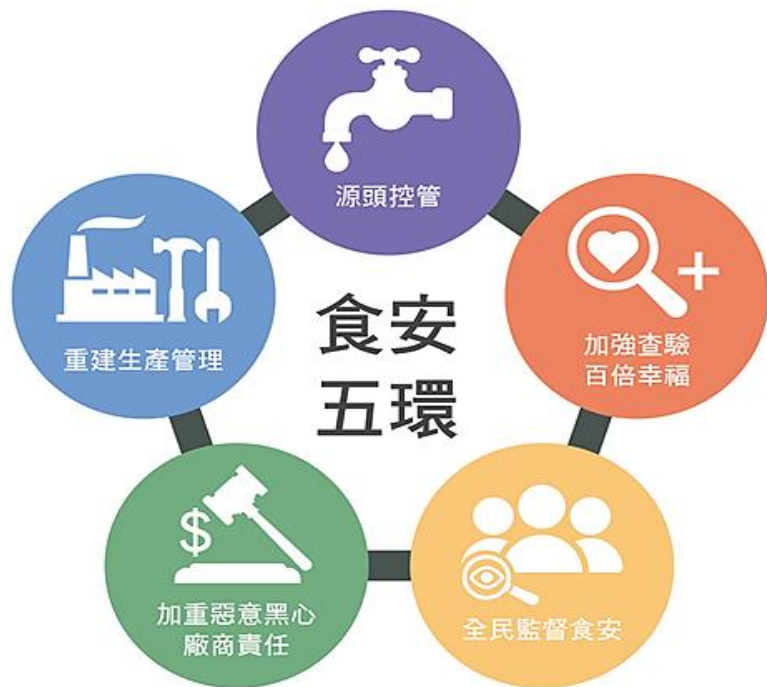 源頭控管
重建生產管理
食安
五環
加強查驗
百倍幸福
$
加重惡意黑心
廠商責任
全民監督食安